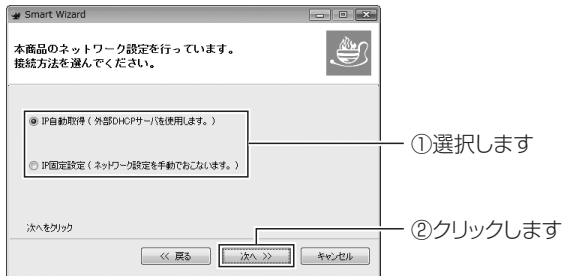 Smart Wizard
本商品のネットワーク設定を行っています。
接続方法を選んでください。
IP自動取得（外部DHCPサーバを使用します。）
①選択します
IP固定設定（ネットワーク設定を手動でおこないます。）
次へをクリック
②クリックします
<< 戻る
次へ >>
キャンセル